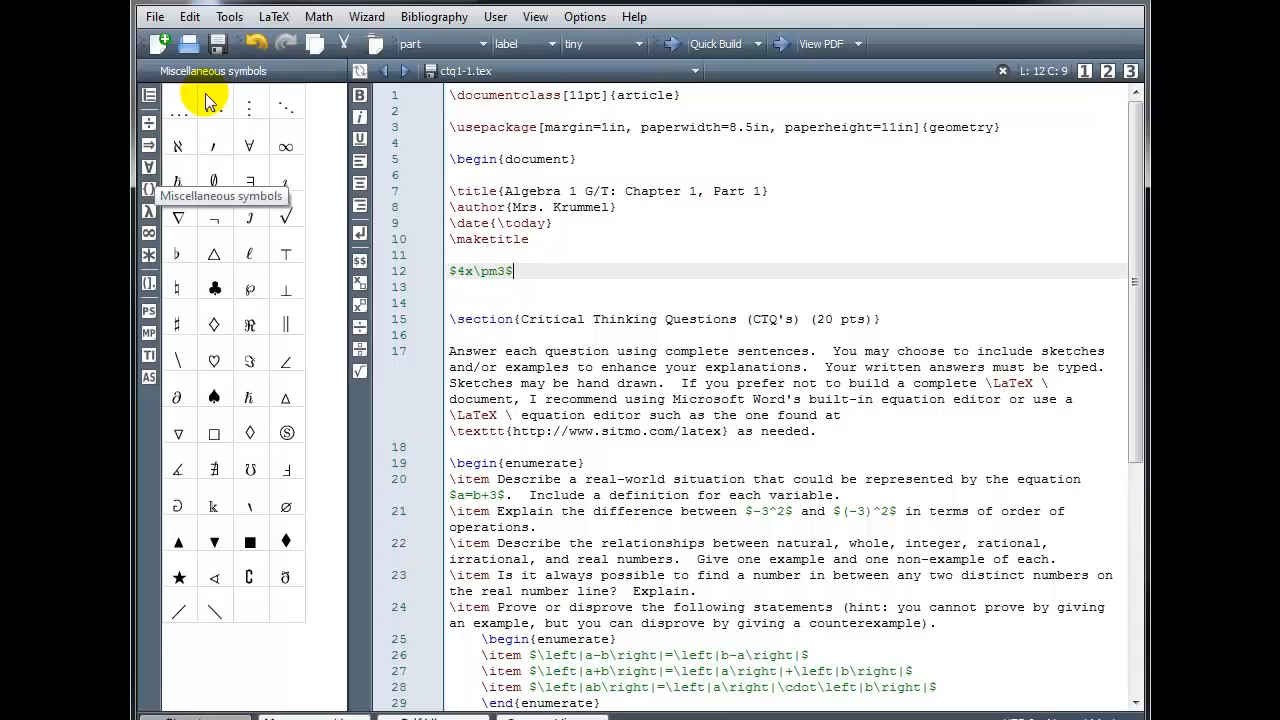 File Edit Tools LaTeX Math Wizard Bibliography User View Options Help
part label tiny Quick Build View PDF
Miscellaneous symbols ctq1-1.tex L: 12 C: 9 1 2 3
Miscellaneous symbols
PS
MP
TI
AS
1 \documentclass[11pt]{article}
2
3 \usepackage[margin=1in, paperwidth=8.5in, paperheight=11in]{geometry}
4
5 \begin{document}
6
7 \title{Algebra 1 G/T: Chapter 1, Part 1}
8 \author{Mrs. Krummel}
9 \date{\today}
10 \maketitle
11
12 $4x\pm3$
13
14
15 \section{Critical Thinking Questions (CTQ's) (20 pts)}
16
17 Answer each question using complete sentences.  You may choose to include sketches
and/or examples to enhance your explanations.  Your written answers must be typed.
Sketches may be hand drawn.  If you prefer not to build a complete \LaTeX \
document, I recommend using Microsoft Word's built-in equation editor or use a
\LaTeX \ equation editor such as the one found at
\texttt{http://www.sitmo.com/latex} as needed.
18
19 \begin{enumerate}
20 \item Describe a real-world situation that could be represented by the equation
$a=b+3$.  Include a definition for each variable.
21 \item Explain the difference between $-3^2$ and $(-3)^2$ in terms of order of
operations.
22 \item Describe the relationships between natural, whole, integer, rational,
irrational, and real numbers.  Give one example and one non-example of each.
23 \item Is it always possible to find a number in between any two distinct numbers on
the real number line?  Explain.
24 \item Prove or disprove the following statements (hint: you cannot prove by giving
an example, but you can disprove by giving a counterexample).
25 \begin{enumerate}
26 \item $\left|a-b\right|=\left|b-a\right|$
27 \item $\left|a+b\right|=\left|a\right|+\left|b\right|$
28 \item $\left|ab\right|=\left|a\right|\cdot\left|b\right|$
29 \end{enumerate}